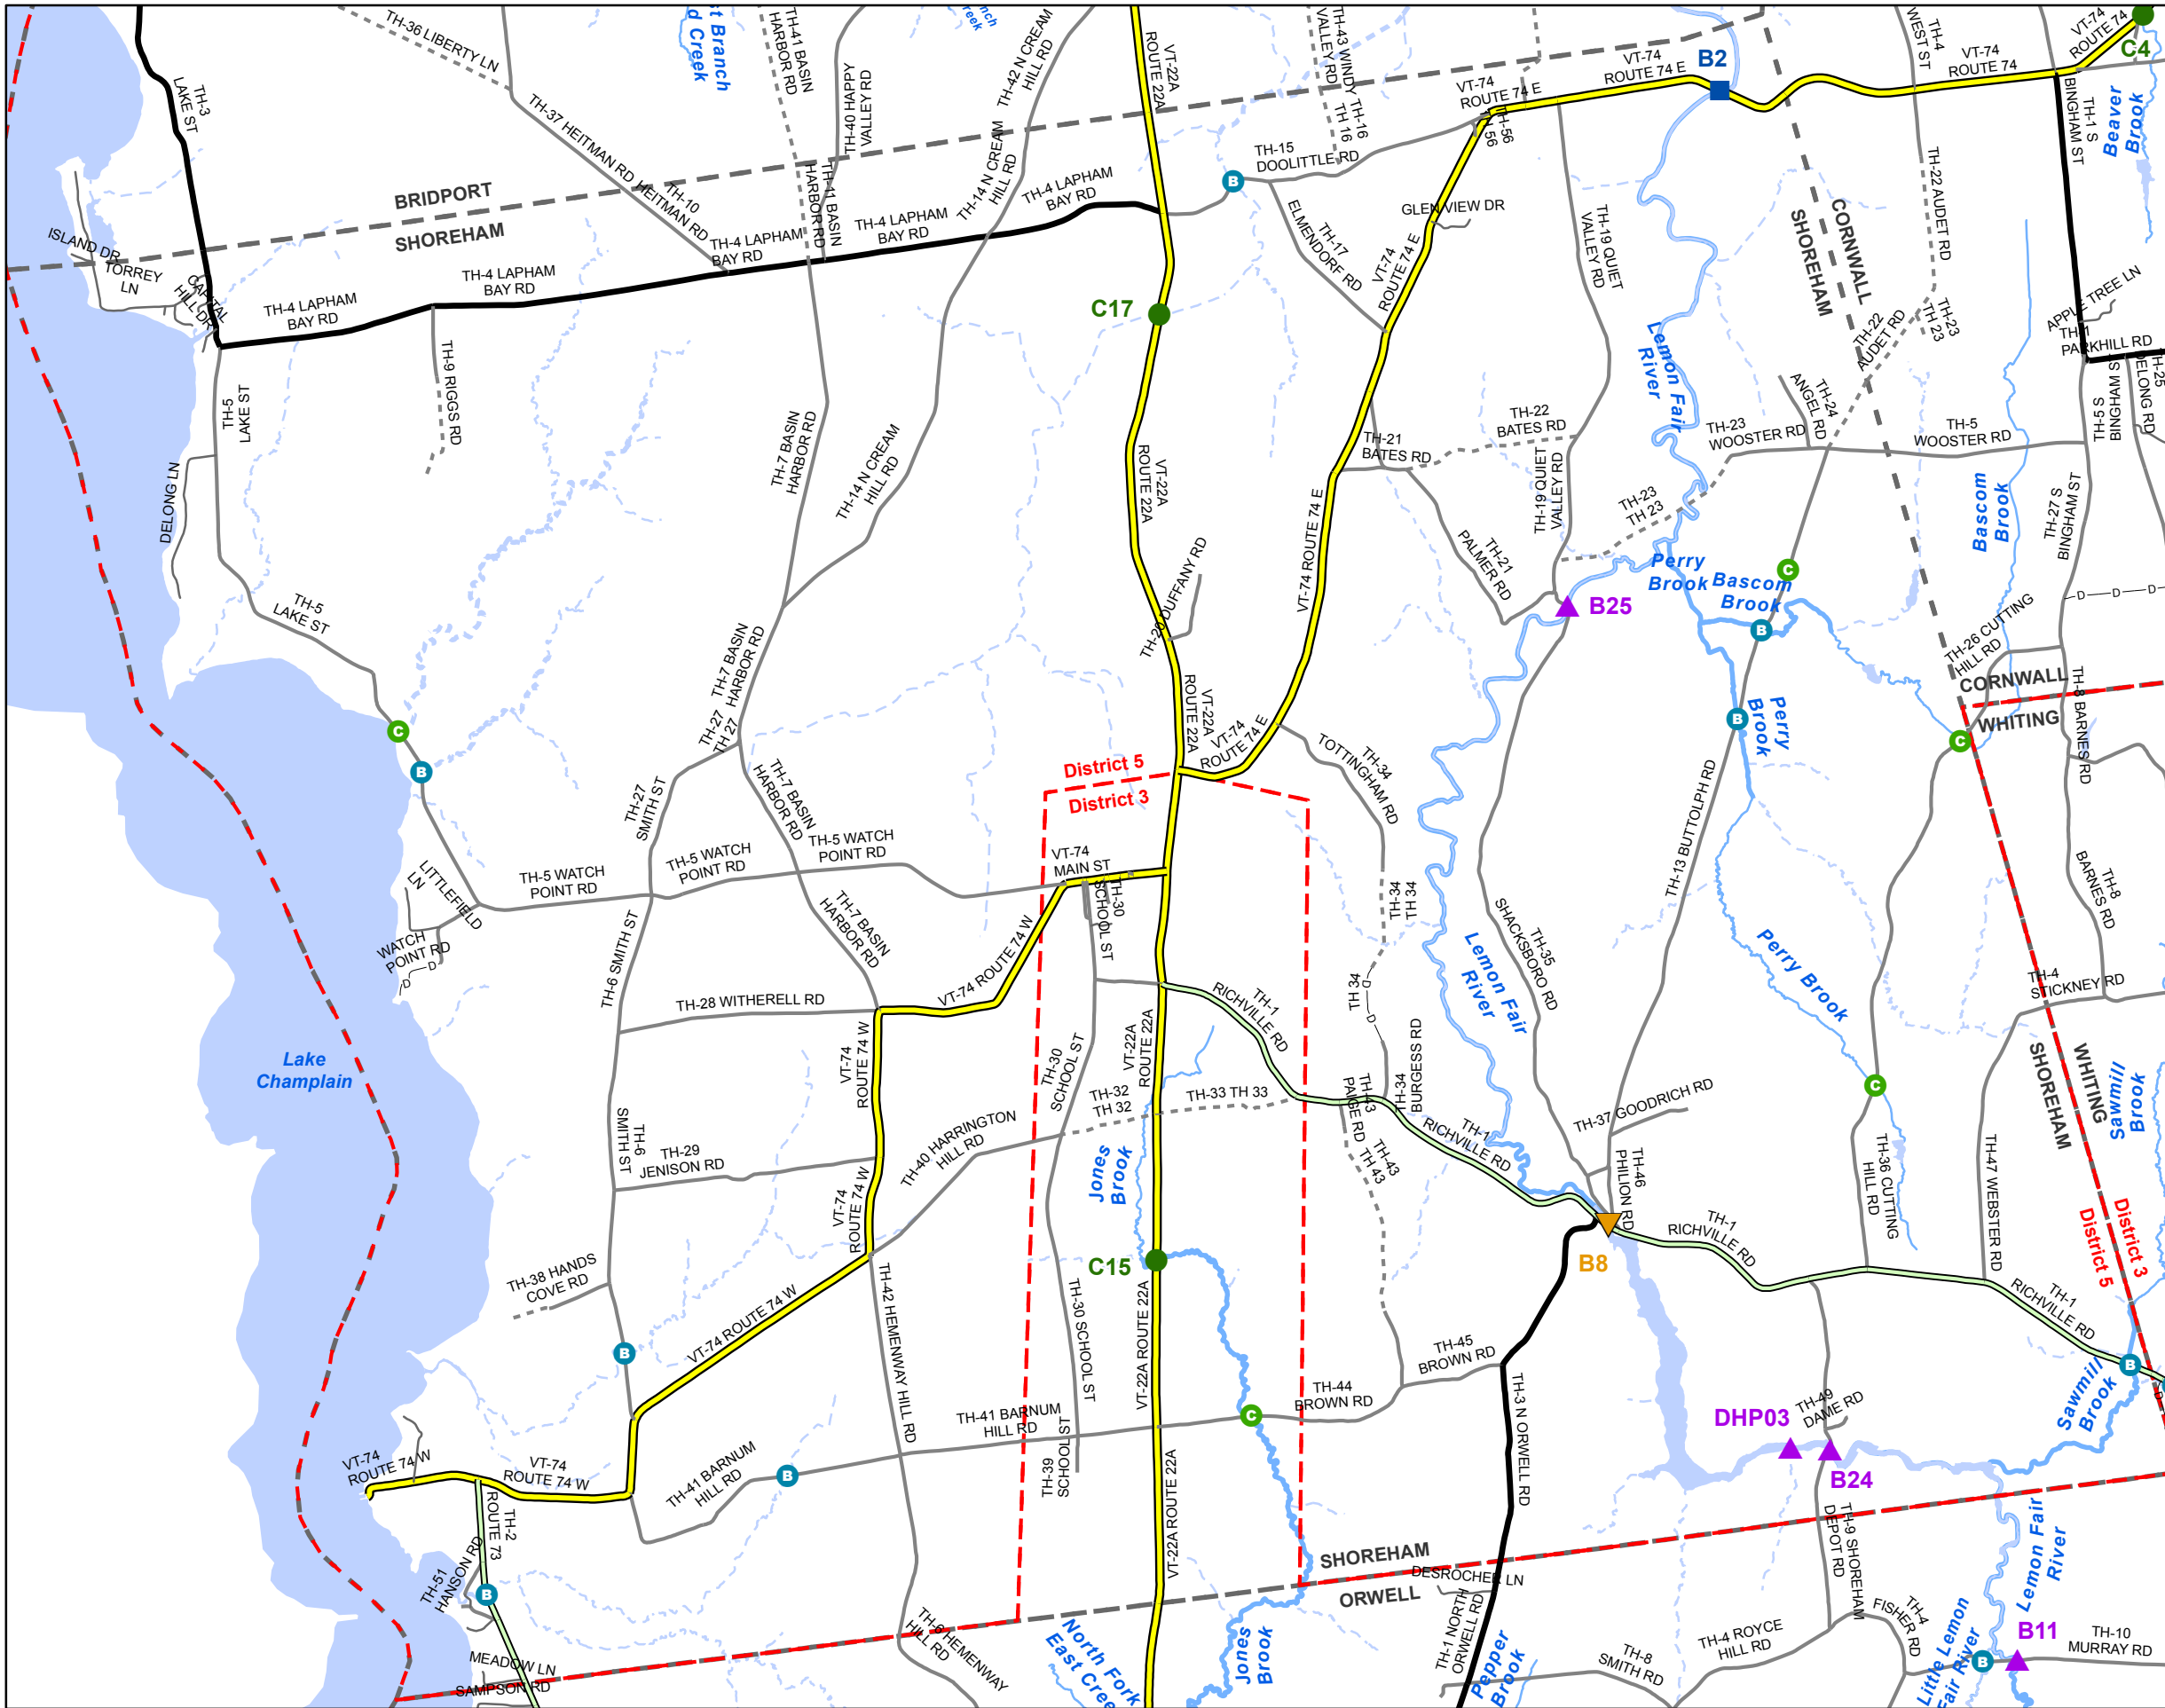 TH-36 LIBERTY LN
st Branch
d Creek
TH-41 BASIN
HARBOR RD
TH-40 HAPPY
VALLEY RD
TH-42 N CREAM
HILL RD
VT-22A
ROUTE 22A
TH-43 WINDY
VALLEY RD
TH-16
TH 16
VT-74
ROUTE 74 E
VT-74
ROUTE 74 E
TH-56
TH 56
B2
TH-4
WEST ST
VT-74
ROUTE 74
VT-74
ROUTE 74
C4
TH-3
LAKE ST
TH-37 HEITMAN RD
TH-10
HEITMAN RD
TH-11 BASIN
HARBOR RD
TH-14 N CREAM
HILL RD
TH-4 LAPHAM
BAY RD
B
TH-15
DOOLITTLE RD
TH-1 S
BINGHAM ST
Beaver
Brook
BRIDPORT
SHOREHAM
TH-4 LAPHAM
BAY RD
TH-4 LAPHAM
BAY RD
TH-4 LAPHAM
BAY RD
TH-4 LAPHAM
BAY RD
ISLAND DR
TORREY
LN
CAPITAL
HILL DR
TH-17
ELMENDORF RD
GLEN VIEW DR
VT-74
ROUTE 74 E
TH-19 QUIET
VALLEY RD
CORNWALL
SHOREHAM
TH-22 AUDET RD
TH-23
TH 23
TH-22
AUDET RD
APPLE TREE LN
TH-1
PARKHILL RD
TH-25
DELONG RD
C17
TH-9 RIGGS RD
TH-5
LAKE ST
DELONG LN
TH-7 BASIN
HARBOR RD
TH-14 N CREAM
HILL RD
VT-22A
ROUTE 22A
Lemon Fair
River
TH-22
BATES RD
TH-21
BATES RD
TH-24
ANGEL RD
TH-23
WOOSTER RD
TH-5
WOOSTER RD
TH-5 S
BINGHAM ST
TH-19 QUIET
VALLEY RD
TH-23
TH 23
Bascom
Brook
TH-27 S
BINGHAM ST
TH-20 DUFFANY RD
VT-74 ROUTE 74 E
TH-21
PALMER RD
B25
Perry
Brook
Bascom
Brook
C
B
D
D
D
TH-26 CUTTING
HILL RD
TH-5
LAKE ST
TH-7 BASIN
HARBOR RD
TH-27
TH 27
VT-22A
ROUTE 22A
VT-74
ROUTE 74 E
CORNWALL
WHITING
TH-8 BARNES RD
C
B
Perry
Brook
B
C
District 5
District 3
TH-34
TOTTINGHAM RD
TH-27
SMITH ST
TH-7 BASIN
HARBOR RD
TH-5 WATCH
POINT RD
TH-5 WATCH
POINT RD
TH-5 WATCH
POINT RD
VT-74
MAIN ST
TH-30
SCHOOL ST
TH-13 BUTTOLPH RD
LITTLEFIELD
LN
WATCH
POINT RD
D
D
TH-6 SMITH ST
TH-7 BASIN
HARBOR RD
VT-74 ROUTE 74 W
TH-34
TH 34
TH-35
SHACKSBORO RD
Lemon Fair
River
Perry Brook
TH-8
BARNES RD
TH-4
STICKNEY RD
TH-28 WITHERELL RD
TH-1
RICHVILLE RD
TH 34
D
D
Lake
Champlain
VT-74
ROUTE 74 W
TH-30
SCHOOL ST
VT-22A
ROUTE 22A
TH-32
TH 32
TH-33 TH 33
TH-43
PAIGE RD
TH-34
BURGESS RD
C
WHITING
SHOREHAM
Sawmill
Brook
TH-6
SMITH ST
TH-29
JENISON RD
TH-40 HARRINGTON
HILL RD
Jones
Brook
TH-43
TH 43
TH-1
RICHVILLE RD
TH-37 GOODRICH RD
TH-46
PHILION RD
TH-36 CUTTING
HILL RD
TH-47 WEBSTER RD
VT-74
ROUTE 74 W
TH-1
RICHVILLE RD
District 3
District 5
B8
C15
TH-38 HANDS
COVE RD
TH-42 HEMENWAY HILL RD
TH-30 SCHOOL ST
VT-22A ROUTE 22A
TH-1
RICHVILLE RD
B
B
VT-74 ROUTE 74 W
TH-45
BROWN RD
TH-44
BROWN RD
C
TH-3 N ORWELL RD
TH-49
DAME RD
DHP03
B24
Sawmill
Brook
TH-41 BARNUM
HILL RD
TH-39
SCHOOL ST
VT-74
ROUTE 74 W
VT-74
ROUTE 74 W
TH-41 BARNUM
HILL RD
B
TH-2
ROUTE 73
VT-22A ROUTE 22A
TH-9 SHOREHAM
DEPOT RD
Lemon Fair
River
TH-51
HANSON RD
B
SHOREHAM
ORWELL
DESROCHER LN
TH-1 NORTH
ORWELL RD
TH-4
FISHER RD
B11
TH-6 HEMENWAY
HILL RD
MEADOW LN
SAMPSON RD
North Fork
East Creek
Jones
Brook
Pepper
Brook
TH-8
SMITH RD
TH-4 ROYCE
HILL RD
Little Lemon
Fair River
B
TH-10
MURRAY RD